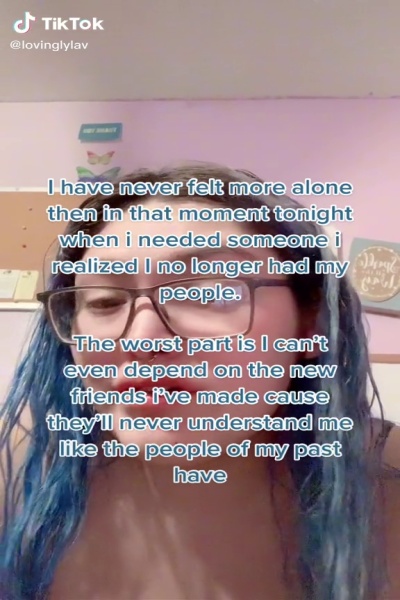 TikTok
@lovinglylav
I have never felt more alone
then in that moment tonight
when i needed someone i
realized I no longer had my
people.
The worst part is I can't
even depend on the new
friends i've made cause
they'll never understand me
like the people of my past
have